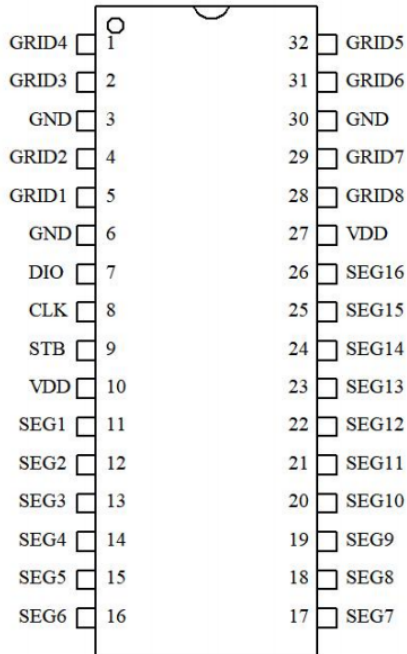 GRID4 1 32 GRID5
GRID3 2 31 GRID6
GND 3 30 GND
GRID2 4 29 GRID7
GRID1 5 28 GRID8
GND 6 27 VDD
DIO 7 26 SEG16
CLK 8 25 SEG15
STB 9 24 SEG14
VDD 10 23 SEG13
SEG1 11 22 SEG12
SEG2 12 21 SEG11
SEG3 13 20 SEG10
SEG4 14 19 SEG9
SEG5 15 18 SEG8
SEG6 16 17 SEG7